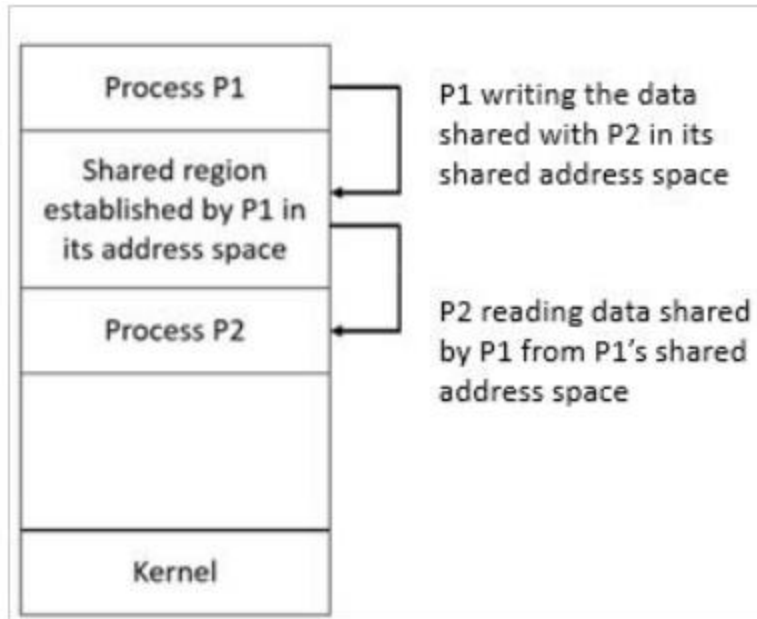 Process P1
P1 writing the data
shared with P2 in its
shared address space
Shared region
established by P1 in
its address space
Process P2
P2 reading data shared
by P1 from P1's shared
address space
Kernel